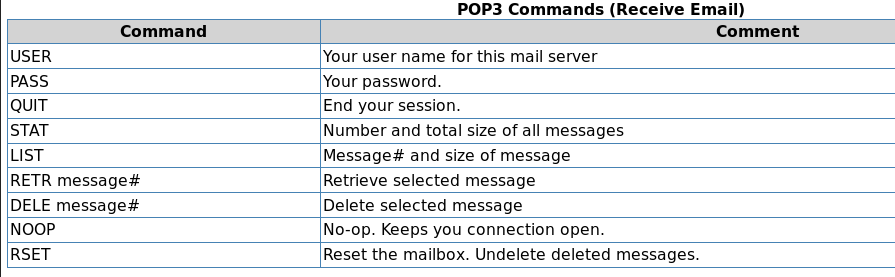 POP3 Commands (Receive Email)
Command Comment
USER Your user name for this mail server
PASS Your password.
QUIT End your session.
STAT Number and total size of all messages
LIST Message# and size of message
RETR message# Retrieve selected message
DELE message# Delete selected message
NOOP No-op. Keeps you connection open.
RSET Reset the mailbox. Undelete deleted messages.